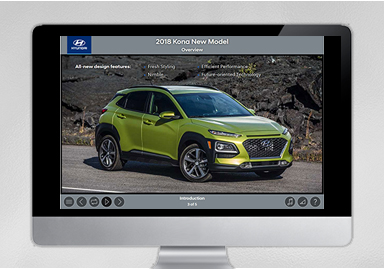 HYUNDAI
2018 Kona New Model
Overview
All-new design features:
Fresh Styling
Efficient Performance
Nimble
Future-oriented Technology
Introduction
3 of 5